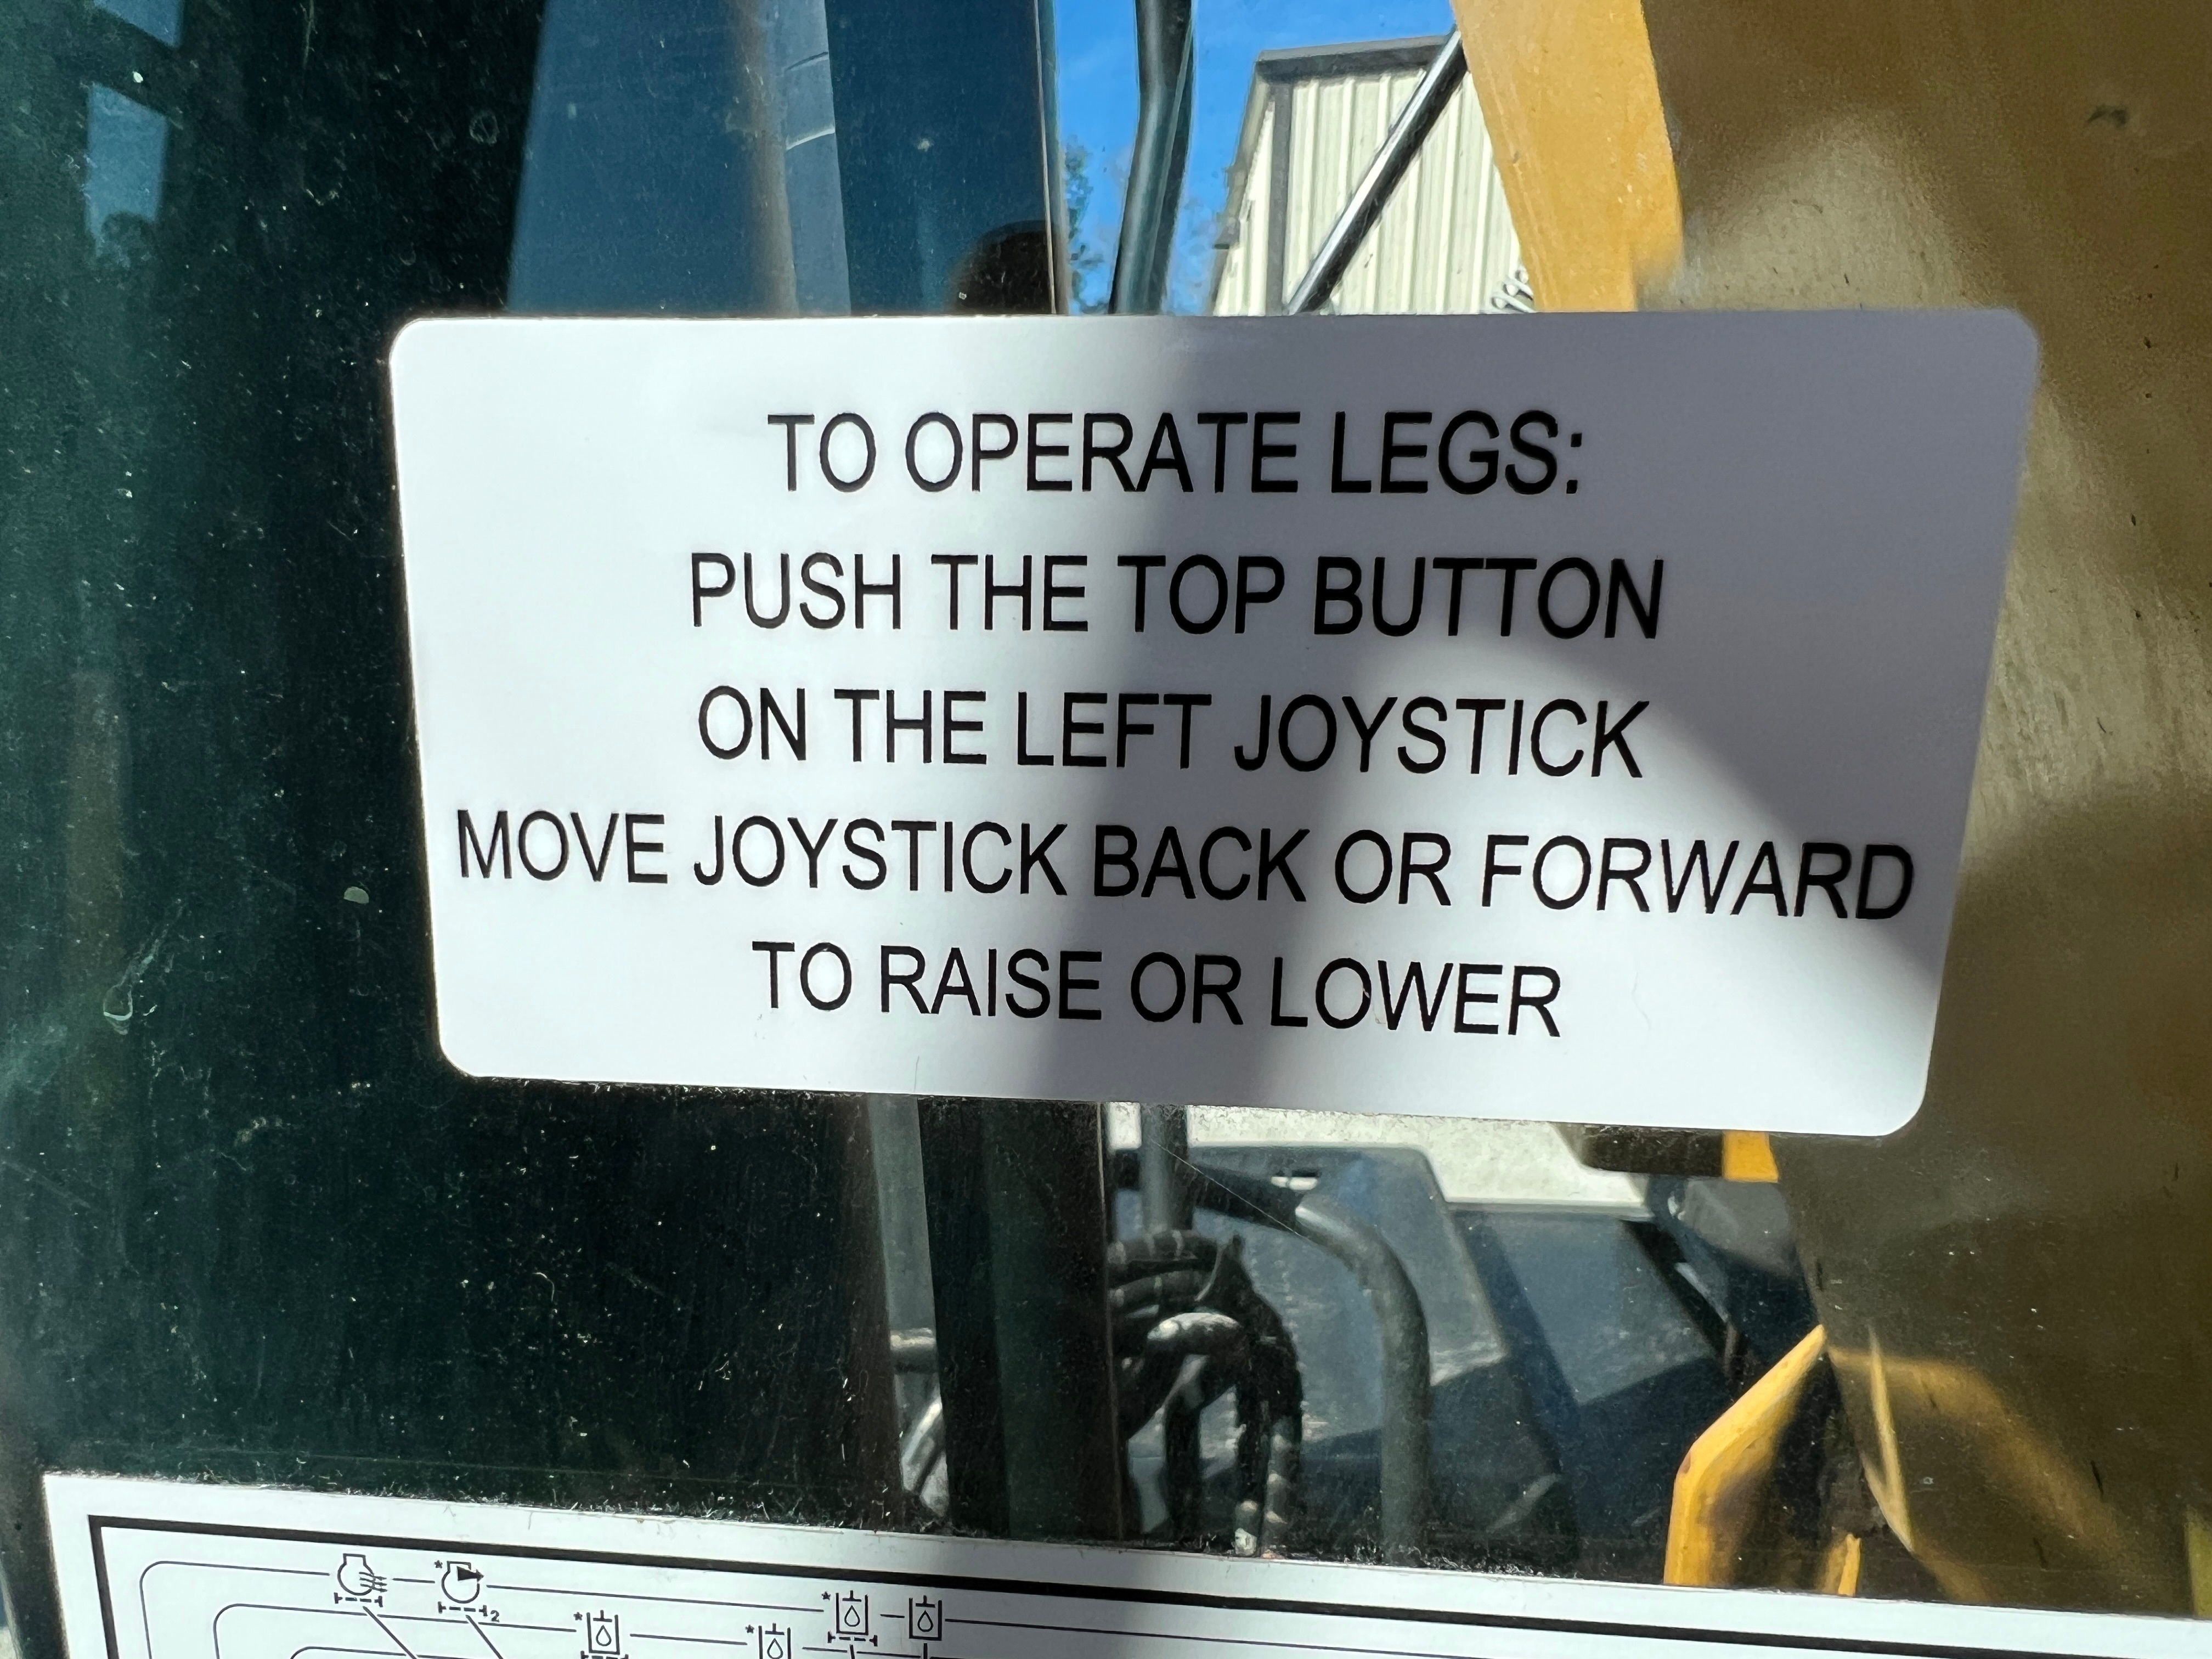 TO OPERATE LEGS:
PUSH THE TOP BUTTON
ON THE LEFT JOYSTICK
MOVE JOYSTICK BACK OR FORWARD
TO RAISE OR LOWER
* 
2
* 
* 
*